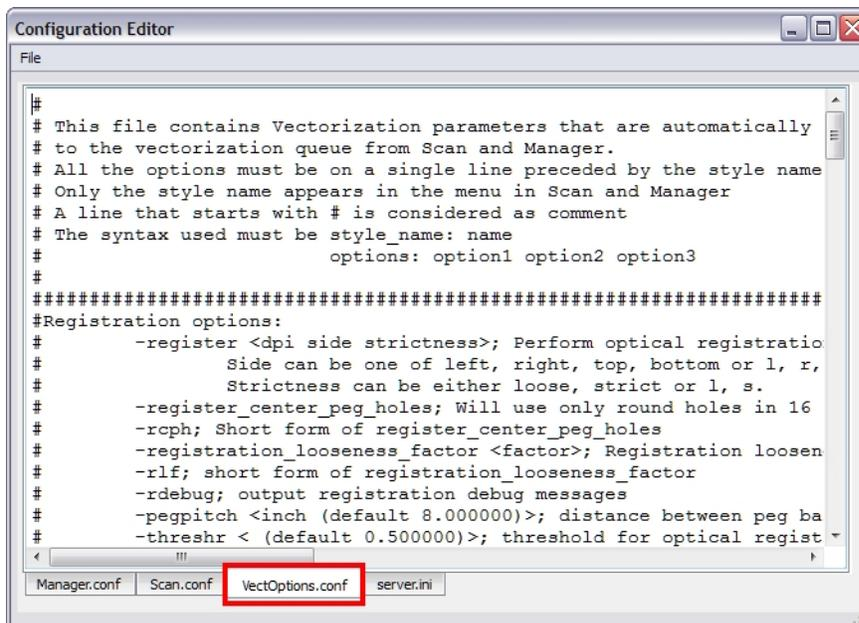 Configuration Editor
File
#
# This file contains Vectorization parameters that are automatically
# to the vectorization queue from Scan and Manager.
# All the options must be on a single line preceded by the style name
# Only the style name appears in the menu in Scan and Manager
# A line that starts with # is considered as comment
# The syntax used must be style_name: name
# options: option1 option2 option3
#
######################################################################
#Registration options:
# -register <dpi side strictness>; Perform optical registratio
# Side can be one of left, right, top, bottom or l, r,
# Strictness can be either loose, strict or l, s.
# -register_center_peg_holes; Will use only round holes in 16
# -rcph; Short form of register_center_peg_holes
# -registration_looseness_factor <factor>; Registration loosen
# -rlf; short form of registration_looseness_factor
# -rdebug; output registration debug messages
# -pegpitch <inch (default 8.000000)>; distance between peg ba
# -threshr < (default 0.500000)>; threshold for optical regist
Manager.conf Scan.conf VectOptions.conf server.ini